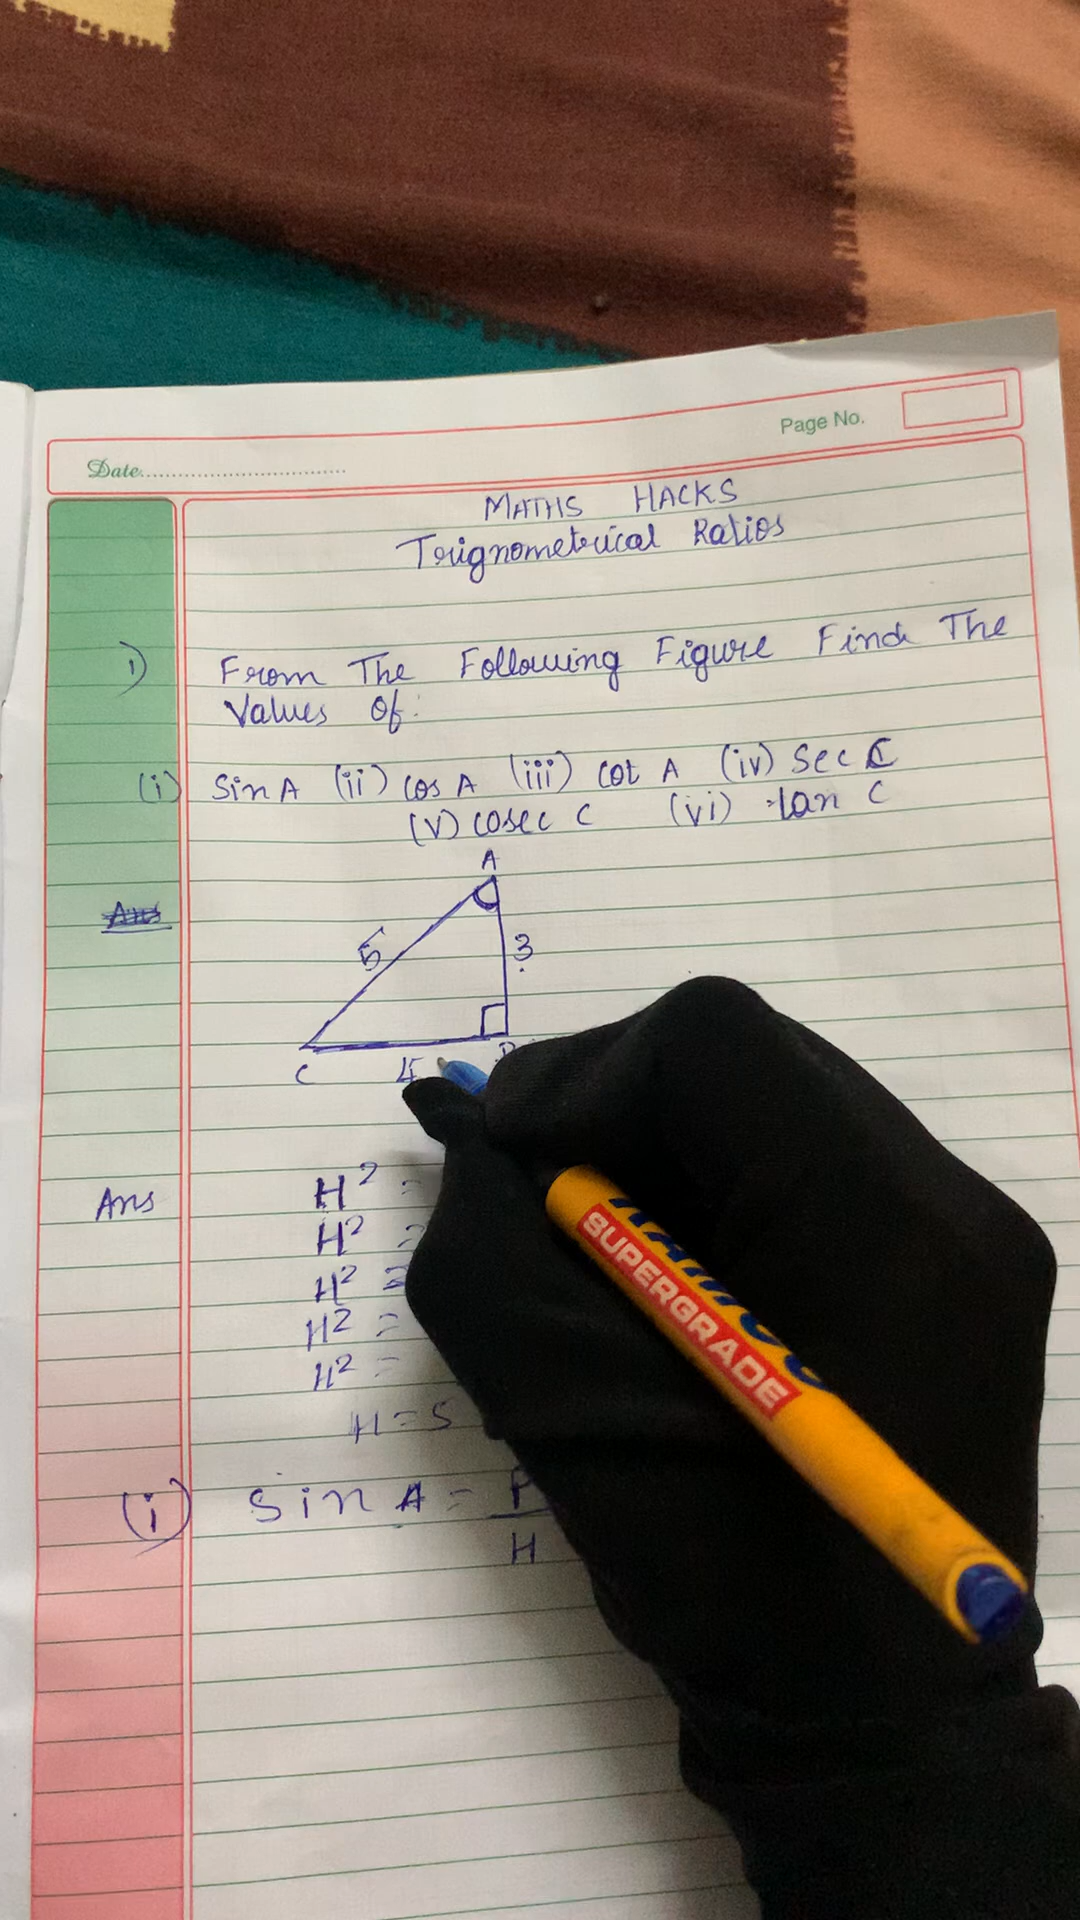 Page No.
Date
MATHS HACKS
Trignometrical Ratios
1) From The Following Figure Find The
Values Of:
(i) Sin A (ii) cos A (iii) cot A (iv) Sec C
(v) cosec C (vi) tan C
A
5
3
C
4
Ans
H² =
H² =
H² =
H² =
H² =
H = 5
(i) Sin A = P
H
SUPERGRADE